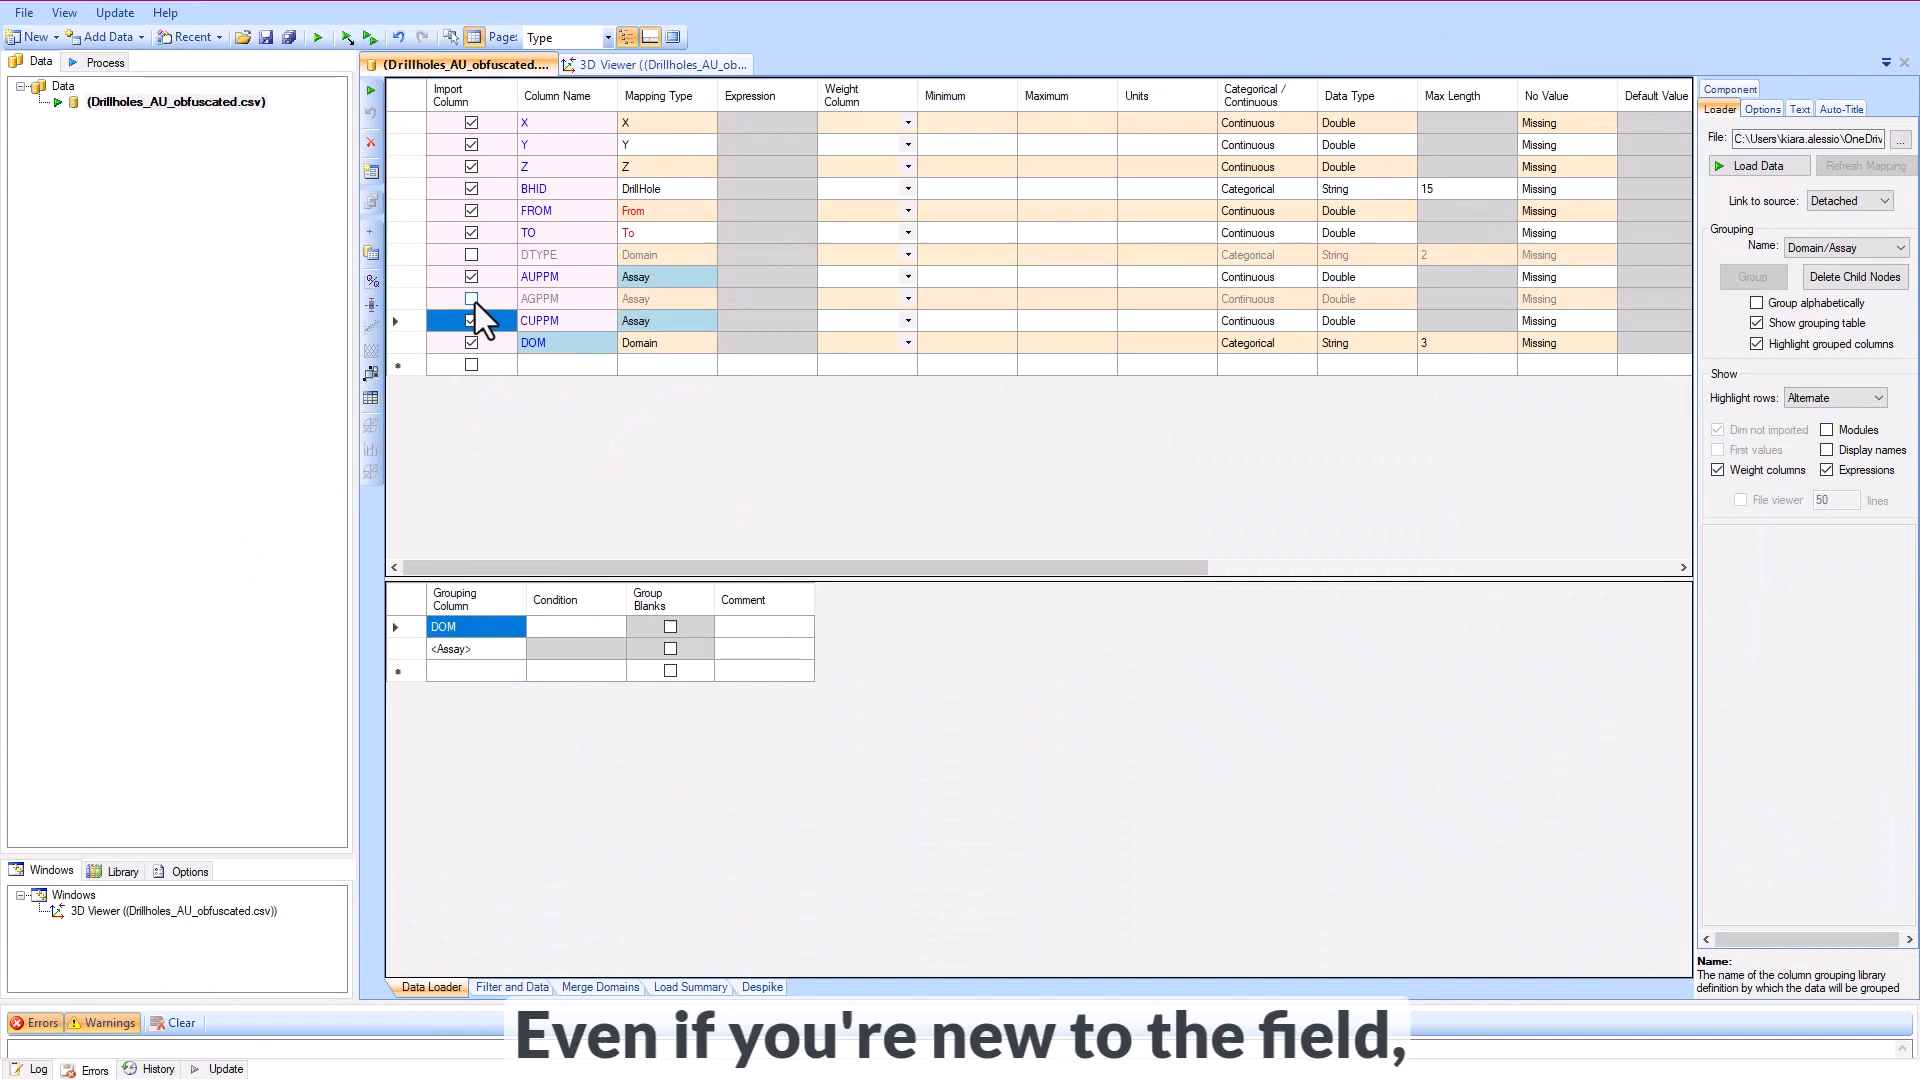 File View Update Help
New Add Data Recent Page: Type
Data Process
(Drillholes_AU_obfuscated.... 3D Viewer ((Drillholes_AU_ob...
Data
(Drillholes_AU_obfuscated.csv)
Import Column Column Name Mapping Type Expression Weight Column Minimum Maximum Units Categorical / Continuous Data Type Max Length No Value Default Value
X X Continuous Double Missing
Y Y Continuous Double Missing
Z Z Continuous Double Missing
BHID DrillHole Categorical String 15 Missing
FROM From Continuous Double Missing
TO To Continuous Double Missing
DTYPE Domain Categorical String 2 Missing
AUPPM Assay Continuous Double Missing
AGPPM Assay Continuous Double Missing
CUPPM Assay Continuous Double Missing
DOM Domain Categorical String 3 Missing
Grouping Column Condition Group Blanks Comment
DOM
<Assay>
Data Loader Filter and Data Merge Domains Load Summary Despike
Component
Loader Options Text Auto-Title
File: C:\Users\kiara.alessio\OneDriv ...
Load Data Refresh Mapping
Link to source: Detached
Grouping
Name: Domain/Assay
Group Delete Child Nodes
Group alphabetically
Show grouping table
Highlight grouped columns
Show
Highlight rows: Alternate
Dim not imported Modules
First values Display names
Weight columns Expressions
File viewer 50 lines
Name:
The name of the column grouping library
definition by which the data will be grouped
Windows Library Options
Windows
3D Viewer ((Drillholes_AU_obfuscated.csv))
Errors Warnings Clear
Even if you're new to the field,
Log Errors History Update